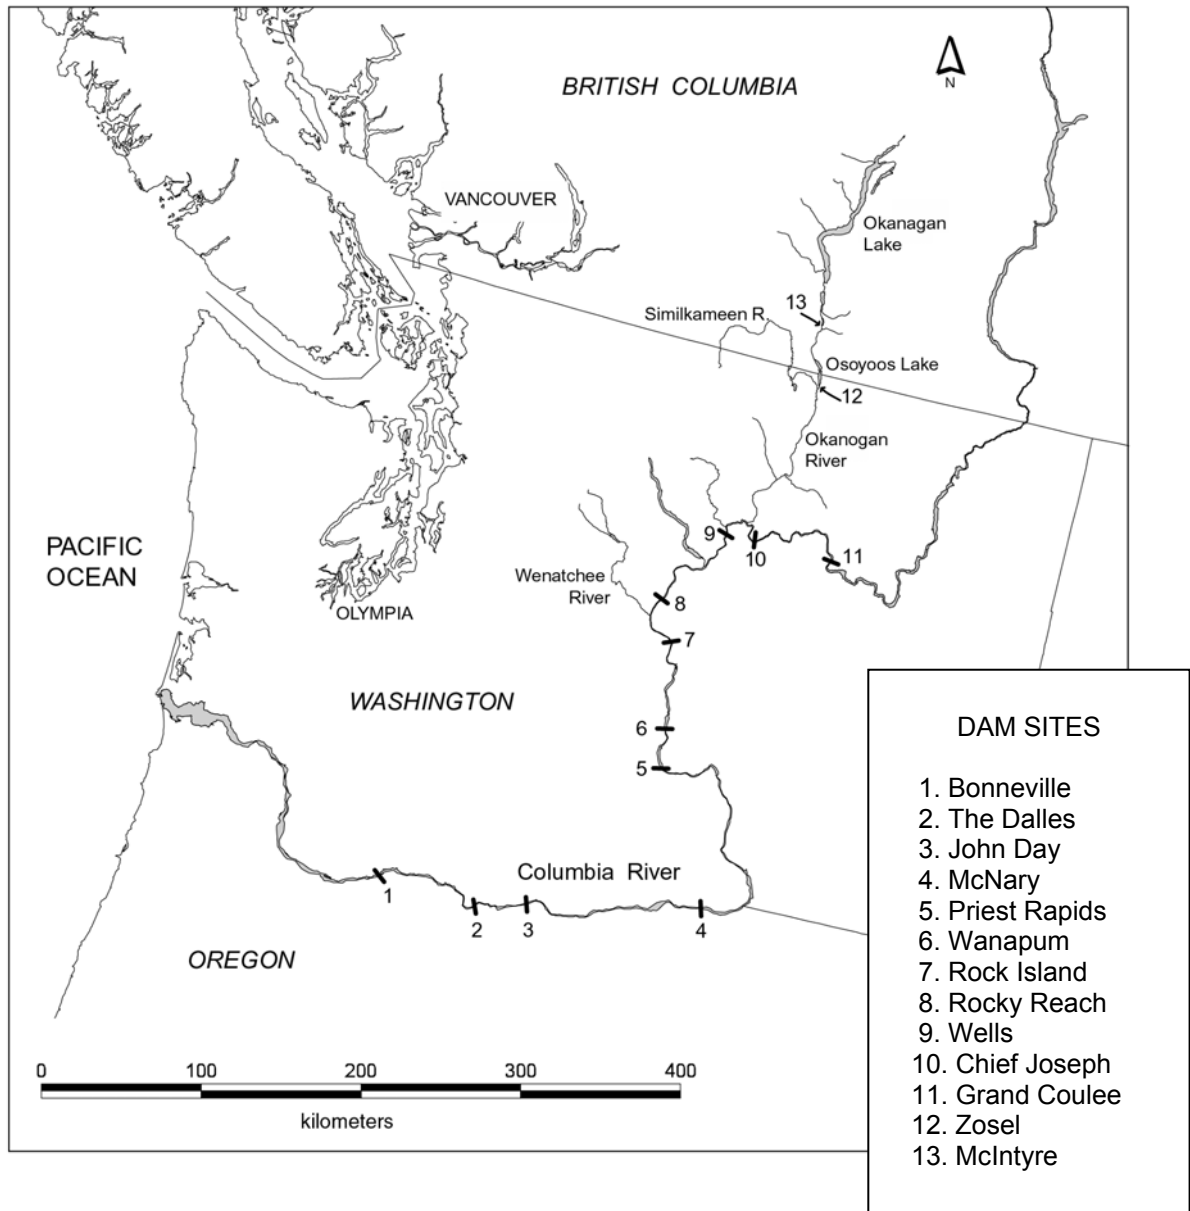 BRITISH COLUMBIA
N
VANCOUVER
Okanagan
Lake
13
Similkameen R.
Osoyoos Lake
12
Okanogan
River
PACIFIC
OCEAN
9
10
11
Wenatchee
River
8
OLYMPIA
7
WASHINGTON
6
5
Columbia River
1
2
3
4
OREGON
0
100
200
300
400
kilometers
DAM SITES
1. Bonneville
2. The Dalles
3. John Day
4. McNary
5. Priest Rapids
6. Wanapum
7. Rock Island
8. Rocky Reach
9. Wells
10. Chief Joseph
11. Grand Coulee
12. Zosel
13. McIntyre